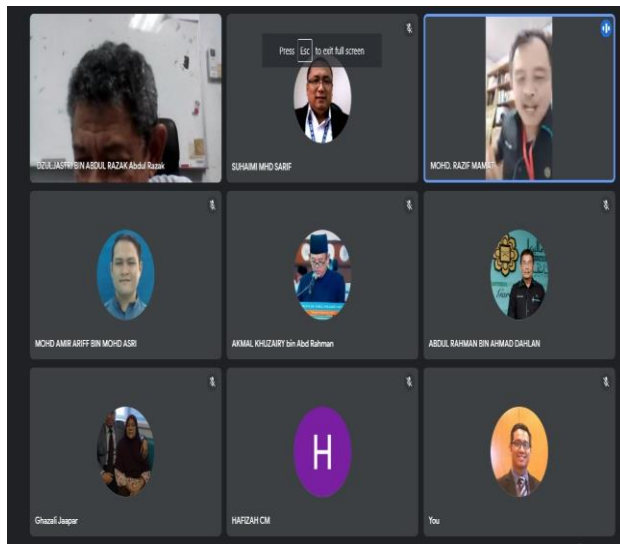 Press Esc to exit full screen
DZULJASTRI BIN ABDUL RAZAK Abdul Razak
SUHAIMI MHD SARIF
MOHD. RAZIF MAMAT
MOHD AMIR ARIFF BIN MOHD ASRI
AKMAL KHUZAIRY bin Abd Rahman
ABDUL RAHMAN BIN AHMAD DAHLAN
Ghazali Jaapar
H
HAFIZAH CM
You